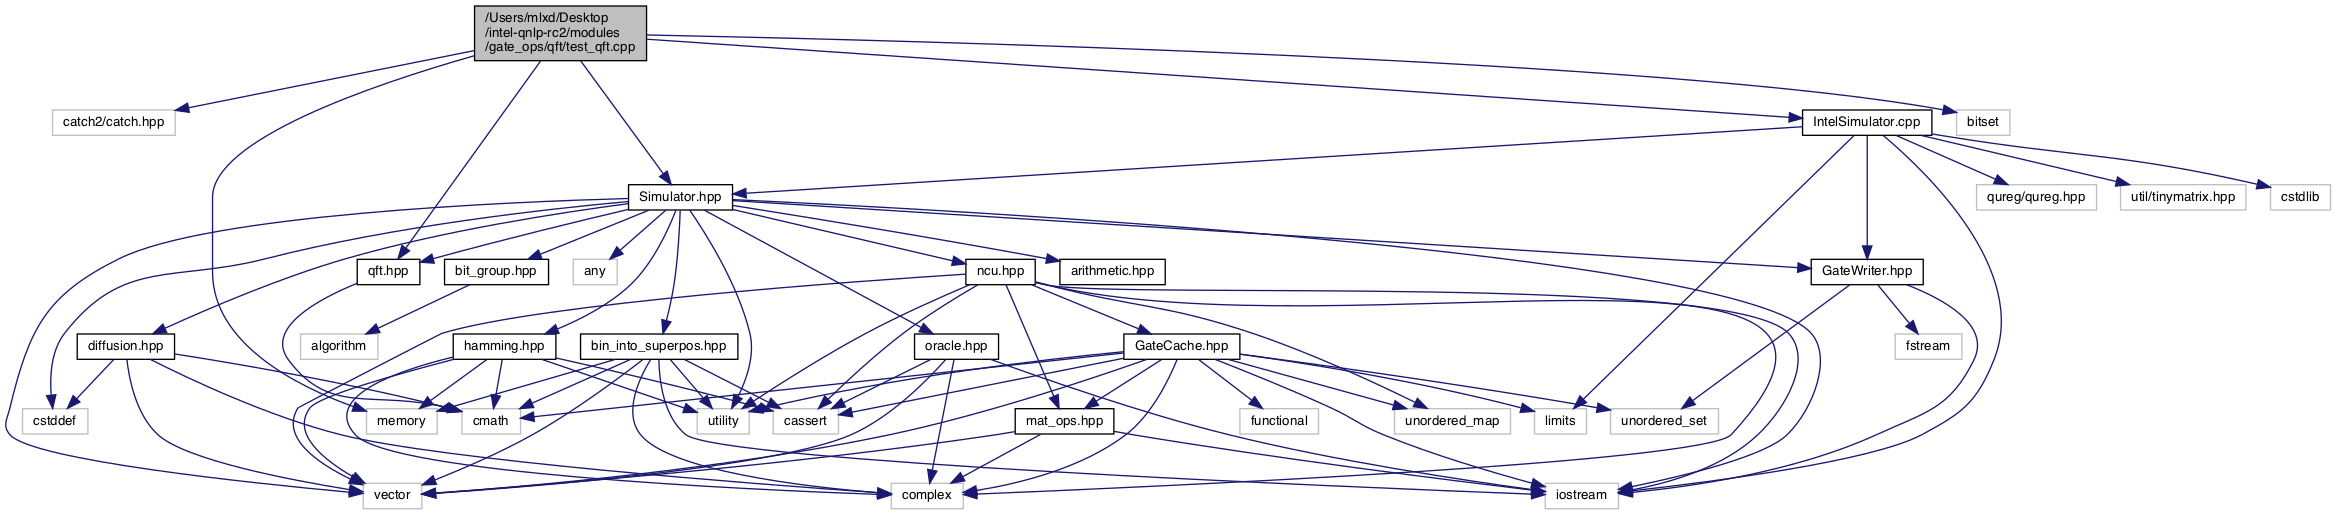 /Users/mlxd/Desktop
/intel-qnlp-rc2/modules
/gate_ops/qft/test_qft.cpp
catch2/catch.hpp
IntelSimulator.cpp
bitset
Simulator.hpp
qureg/qureg.hpp
util/tinymatrix.hpp
cstdlib
qft.hpp
bit_group.hpp
any
ncu.hpp
arithmetic.hpp
GateWriter.hpp
algorithm
diffusion.hpp
hamming.hpp
bin_into_superpos.hpp
oracle.hpp
GateCache.hpp
fstream
cstddef
memory
cmath
utility
cassert
mat_ops.hpp
functional
unordered_map
limits
unordered_set
vector
complex
iostream